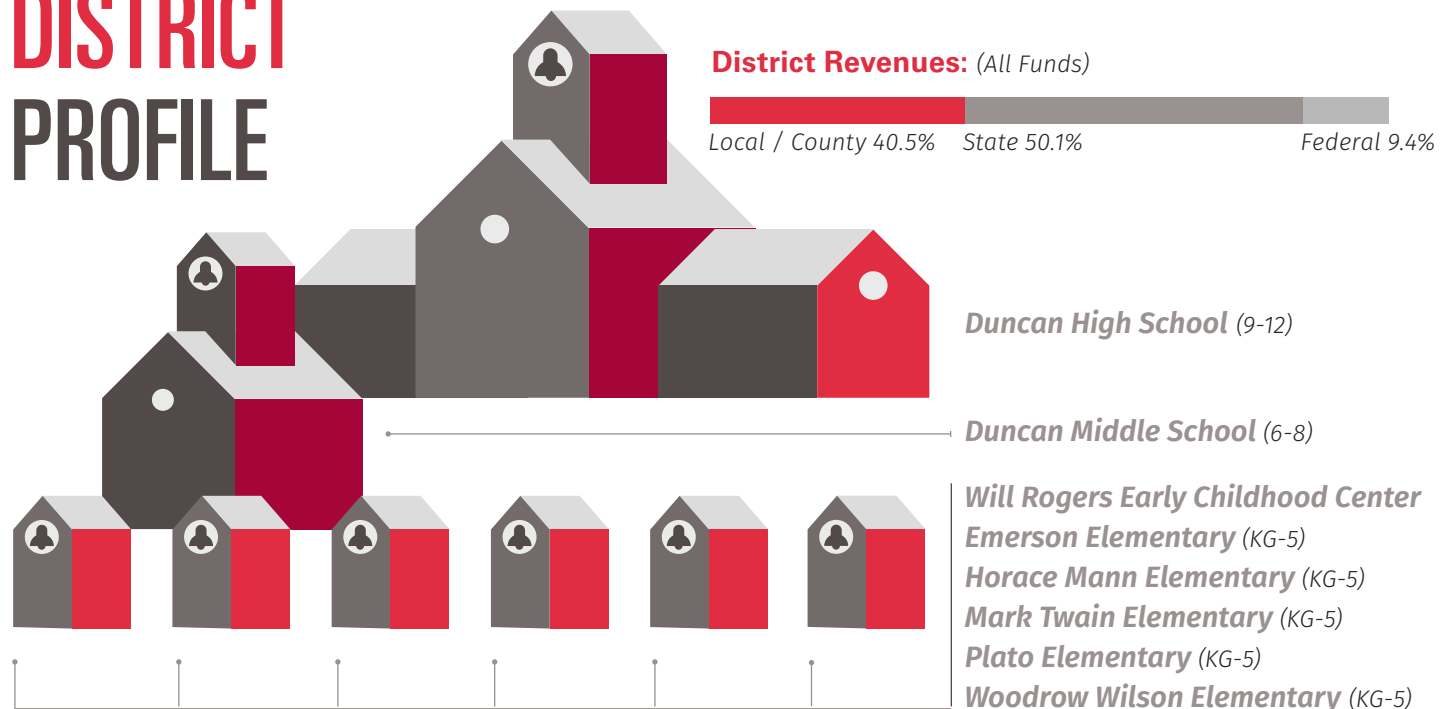 DISTRICT
PROFILE
District Revenues: (All Funds)
Local / County 40.5% State 50.1% Federal 9.4%
Duncan High School (9-12)
Duncan Middle School (6-8)
Will Rogers Early Childhood Center
Emerson Elementary (KG-5)
Horace Mann Elementary (KG-5)
Mark Twain Elementary (KG-5)
Plato Elementary (KG-5)
Woodrow Wilson Elementary (KG-5)